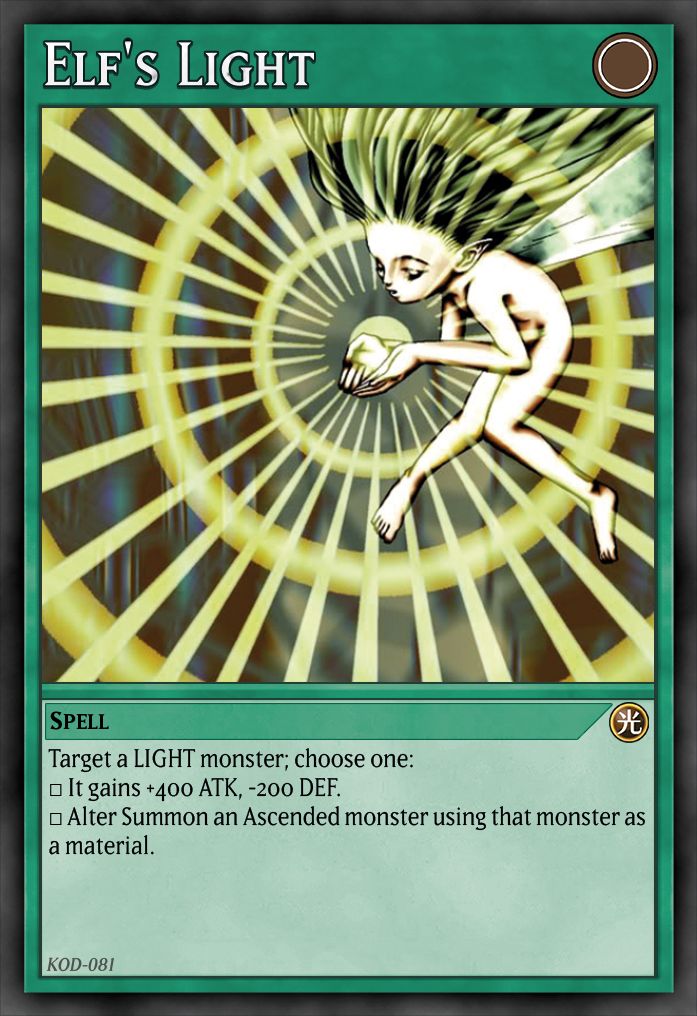 Elf's Light
Spell
光
Target a LIGHT monster; choose one:
□ It gains +400 ATK, -200 DEF.
□ Alter Summon an Ascended monster using that monster as
a material.
KOD-081